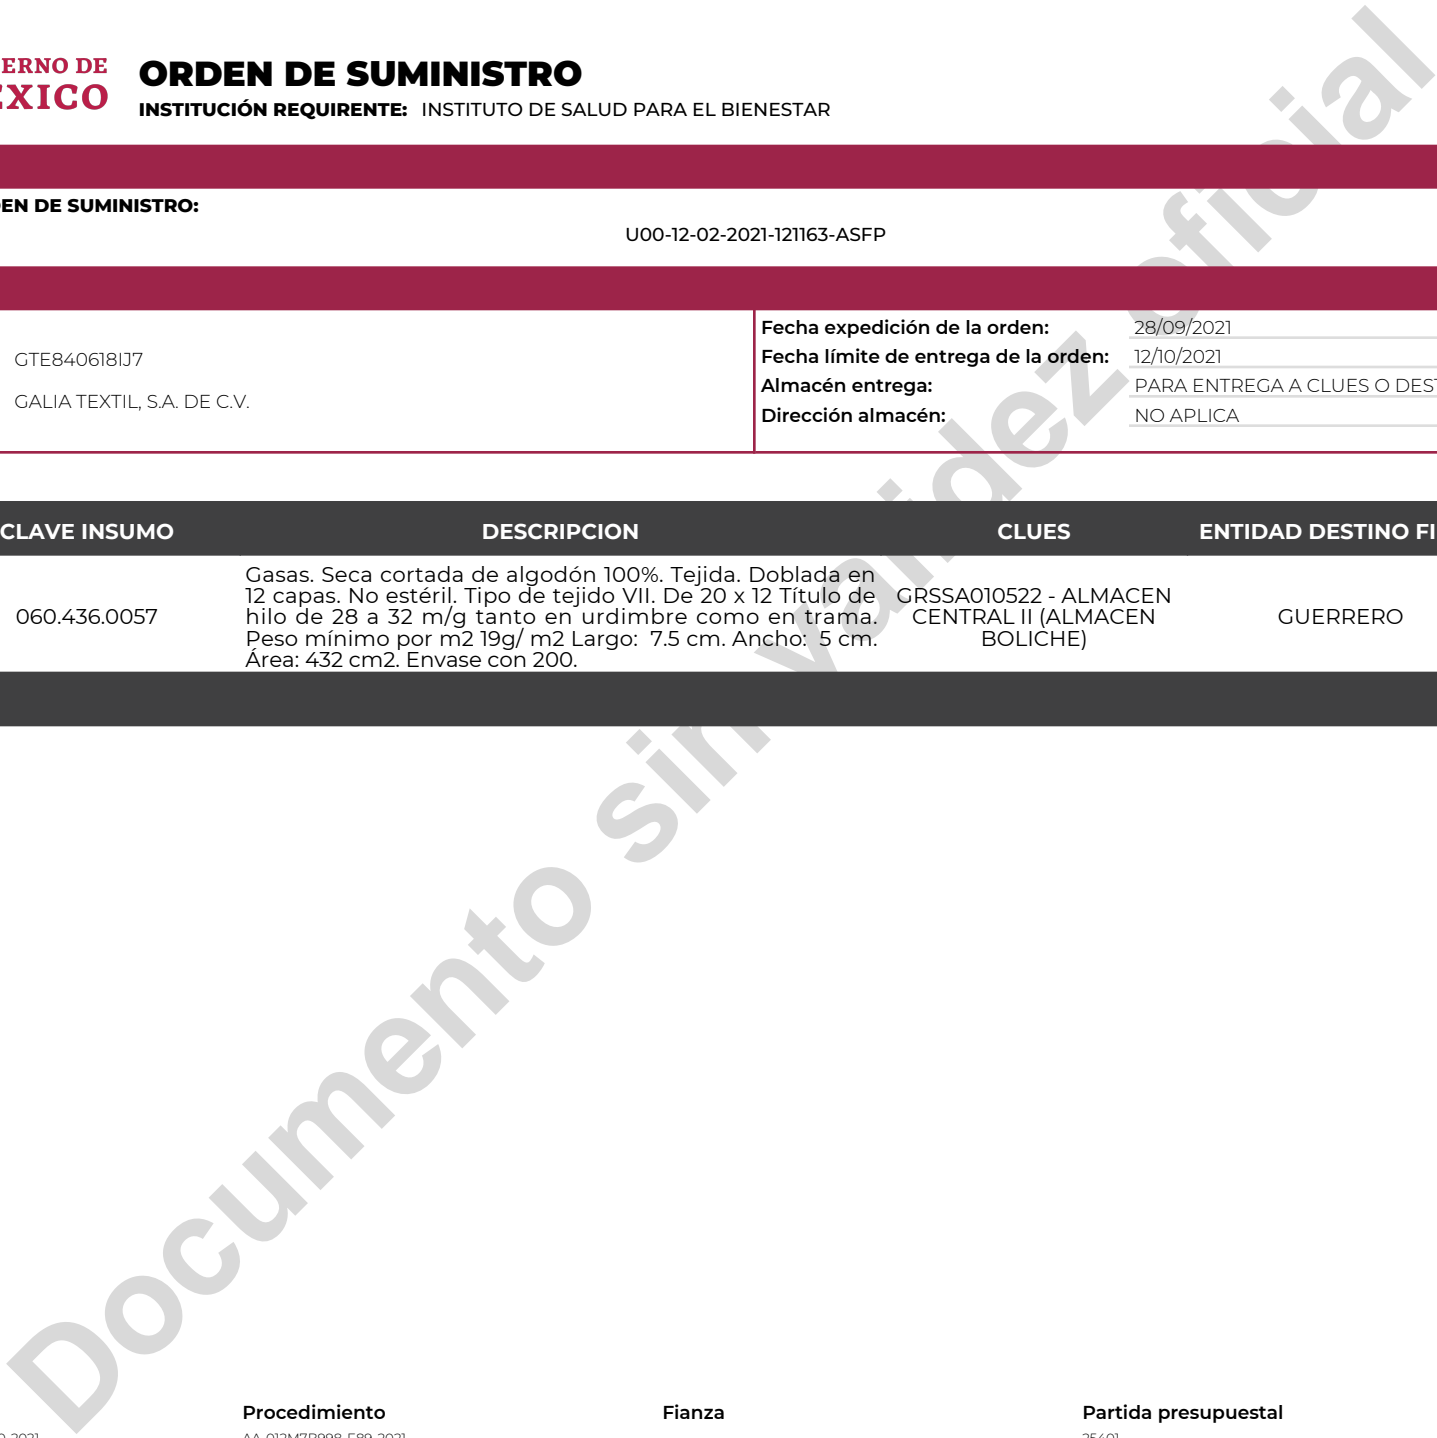 ERNO DE
EXICO
ORDEN DE SUMINISTRO
INSTITUCIÓN REQUIRENTE: INSTITUTO DE SALUD PARA EL BIENESTAR
EN DE SUMINISTRO:
U00-12-02-2021-121163-ASFP
GTE840618IJ7
GALIA TEXTIL, S.A. DE C.V.
Fecha expedición de la orden: 28/09/2021
Fecha límite de entrega de la orden: 12/10/2021
Almacén entrega: PARA ENTREGA A CLUES O DEST
Dirección almacén: NO APLICA
CLAVE INSUMO DESCRIPCION CLUES ENTIDAD DESTINO FI
060.436.0057
Gasas. Seca cortada de algodón 100%. Tejida. Doblada en
12 capas. No estéril. Tipo de tejido VII. De 20 x 12 Título de
hilo de 28 a 32 m/g tanto en urdimbre como en trama.
Peso mínimo por m2 19g/ m2 Largo: 7.5 cm. Ancho: 5 cm.
Área: 432 cm2. Envase con 200.
GRSSA010522 - ALMACEN
CENTRAL II (ALMACEN
BOLICHE)
GUERRERO
Documento sin validez oficial
Procedimiento Fianza Partida presupuestal